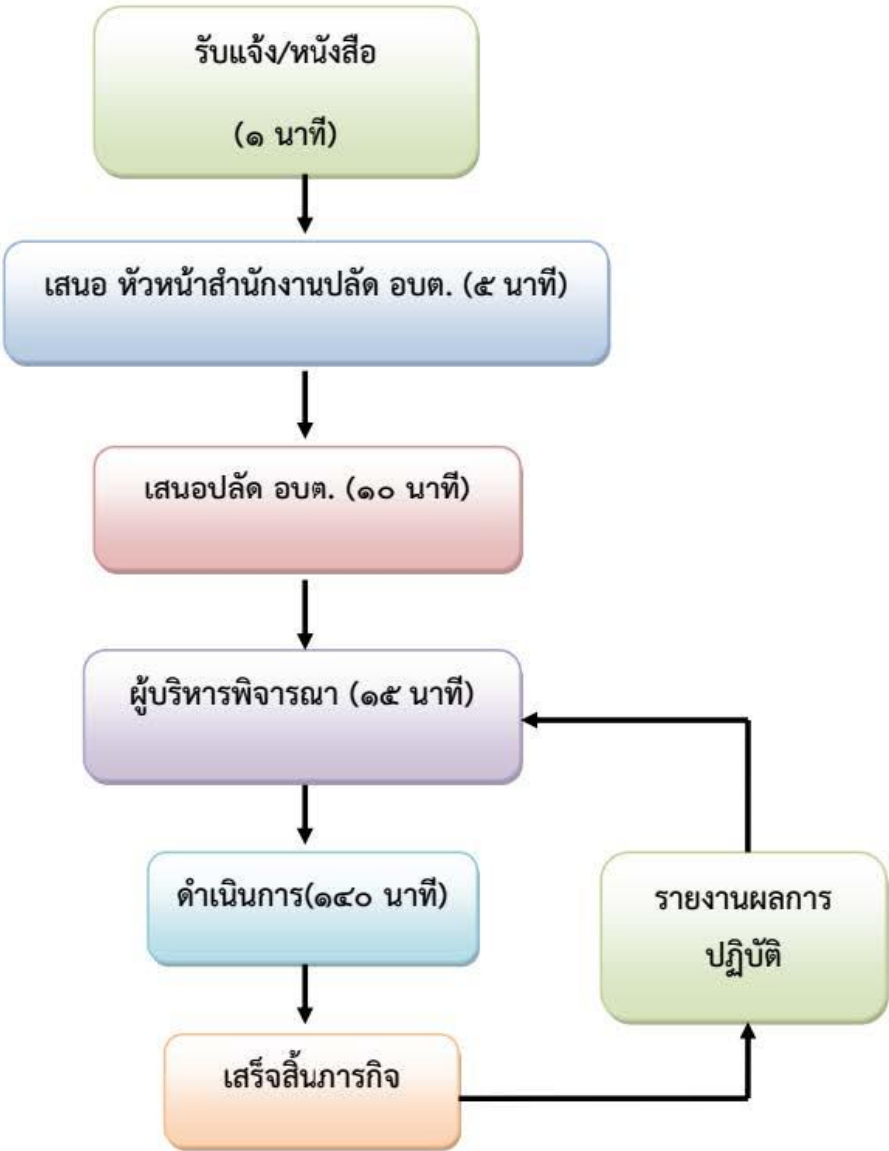 รับแจ้ง/หนังสือ
(๑ นาที)
เสนอ หัวหน้าสำนักงานปลัด อบต. (๕ นาที)
เสนอปลัด อบต. (๑๐ นาที)
ผู้บริหารพิจารณา (๑๕ นาที)
ดำเนินการ(๑๔๐ นาที)
รายงานผลการ
ปฏิบัติ
เสร็จสิ้นภารกิจ